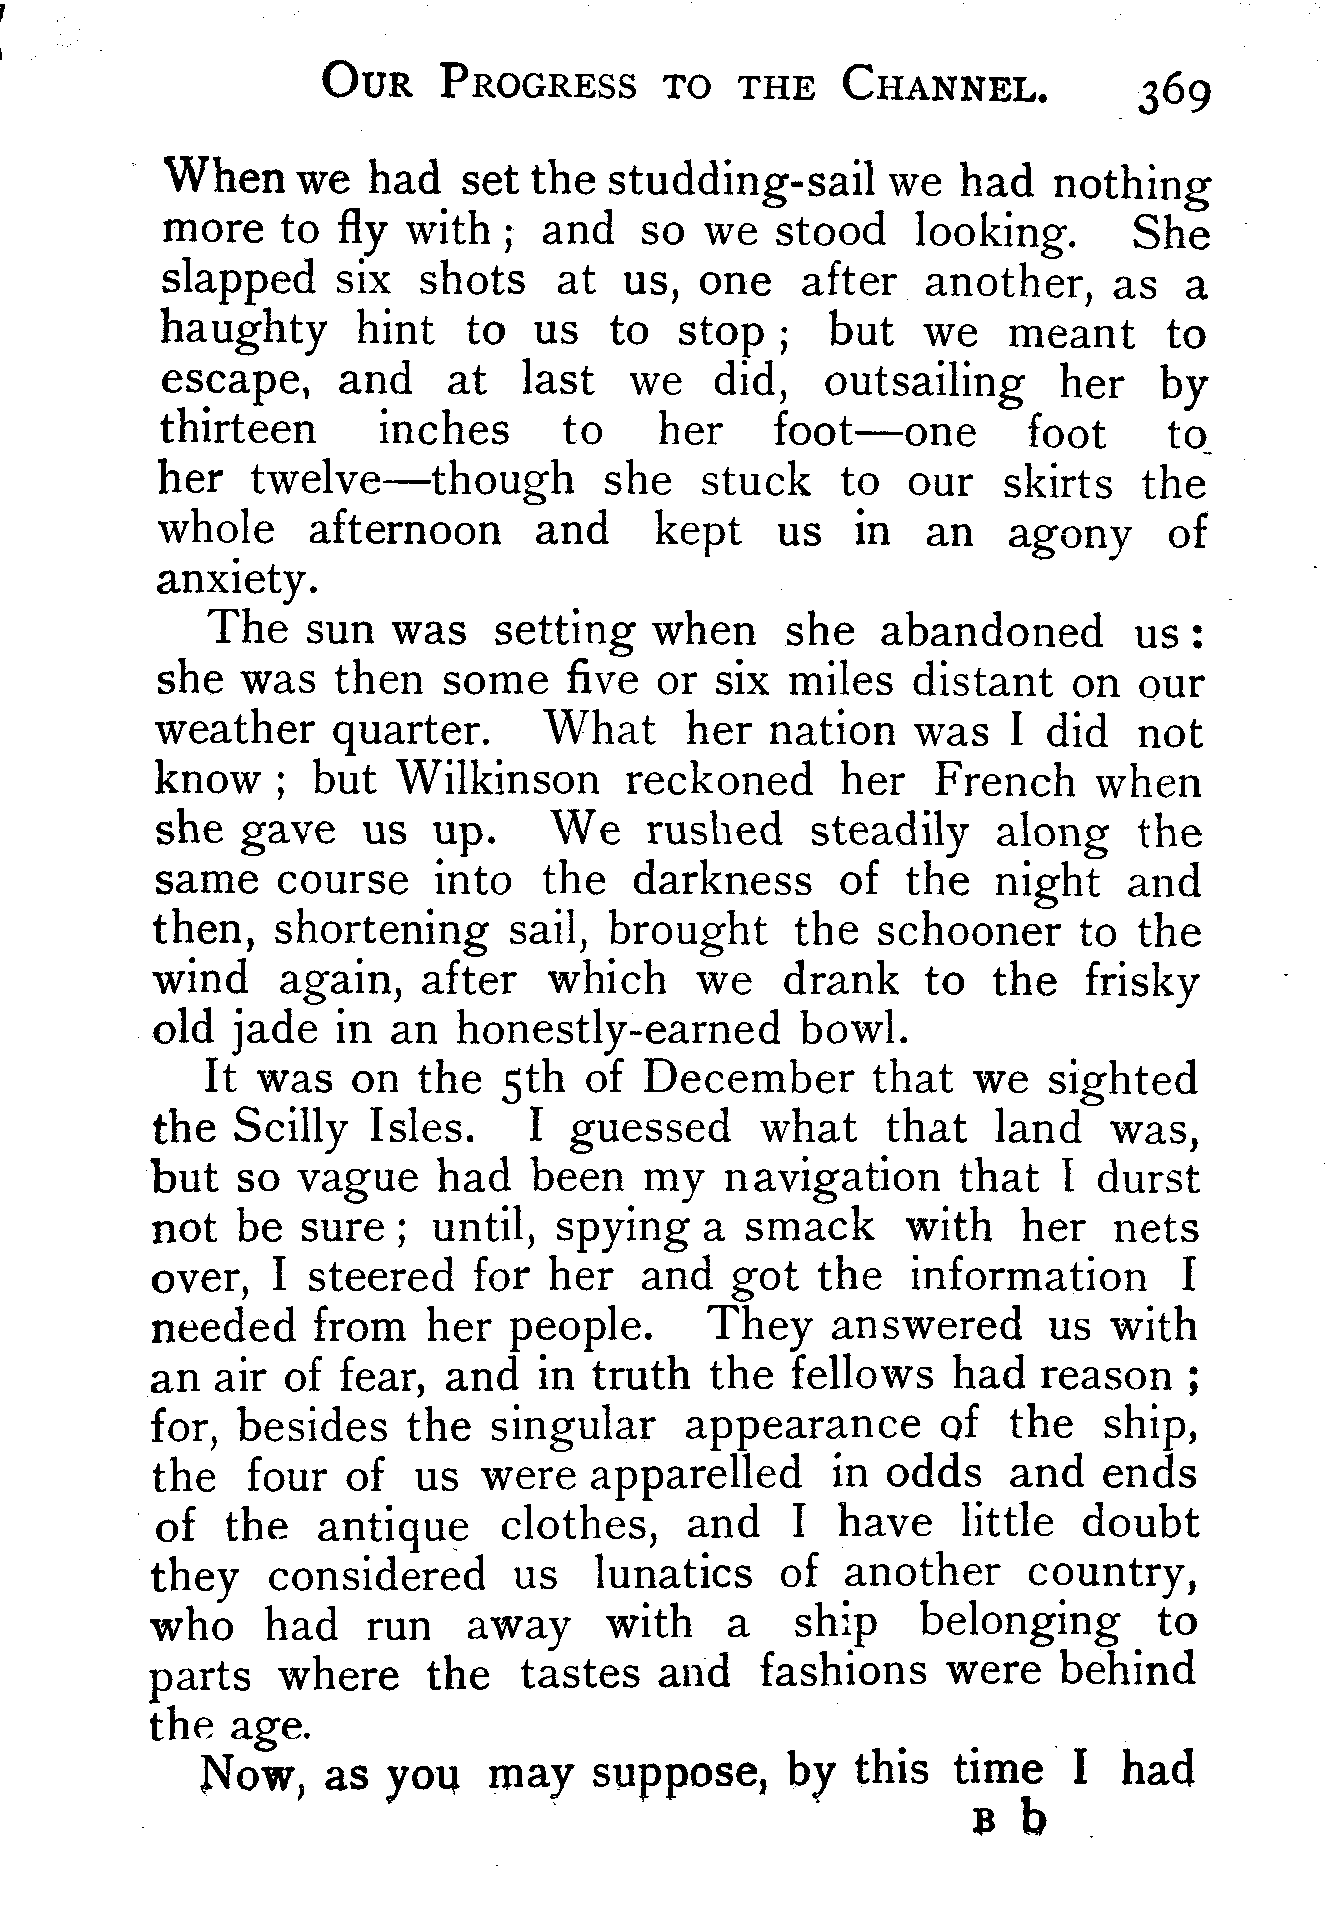 OUR PROGRESS TO THE CHANNEL. 369
When we had set the studding-sail we had nothing
more to fly with ; and so we stood looking. She
slapped six shots at us, one after another, as a
haughty hint to us to stop ; but we meant to
escape, and at last we did, outsailing her by
thirteen inches to her foot—one foot to
her twelve—though she stuck to our skirts the
whole afternoon and kept us in an agony of
anxiety.
The sun was setting when she abandoned us :
she was then some five or six miles distant on our
weather quarter. What her nation was I did not
know ; but Wilkinson reckoned her French when
she gave us up. We rushed steadily along the
same course into the darkness of the night and
then, shortening sail, brought the schooner to the
wind again, after which we drank to the frisky
old jade in an honestly-earned bowl.
It was on the 5th of December that we sighted
the Scilly Isles. I guessed what that land was,
but so vague had been my navigation that I durst
not be sure ; until, spying a smack with her nets
over, I steered for her and got the information I
needed from her people. They answered us with
an air of fear, and in truth the fellows had reason ;
for, besides the singular appearance of the ship,
the four of us were apparelled in odds and ends
of the antique clothes, and I have little doubt
they considered us lunatics of another country,
who had run away with a ship belonging to
parts where the tastes and fashions were behind
the age.
Now, as you may suppose, by this time I had
B b